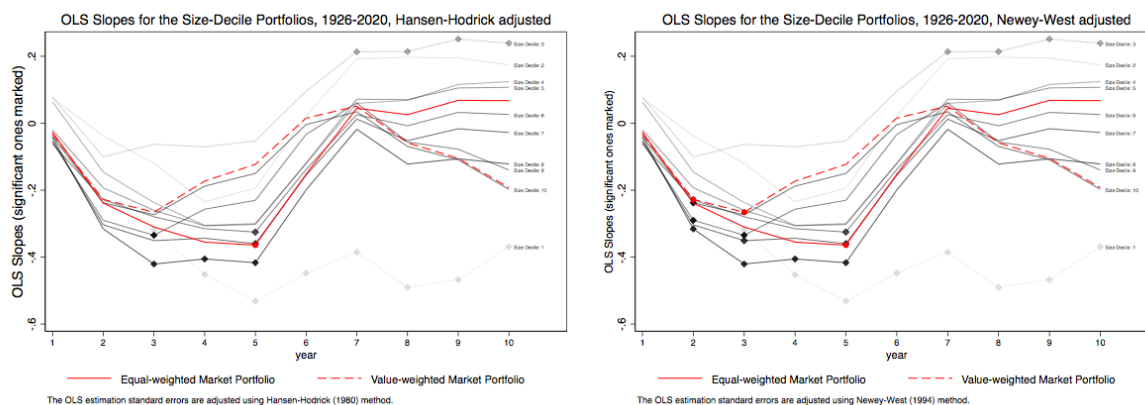 OLS Slopes for the Size-Decile Portfolios, 1926-2020, Hansen-Hodrick adjusted
OLS Slopes (significant ones marked)
.2
0
-.2
-.4
-.6
Size Decile: 3
Size Decile: 2
Size Decile: 4
Size Decile: 5
Size Decile: 6
Size Decile: 7
Size Decile: 8
Size Decile: 9
Size Decile: 10
Size Decile: 1
1 2 3 4 5 6 7 8 9 10
year
Equal-weighted Market Portfolio Value-weighted Market Portfolio
The OLS estimation standard errors are adjusted using Hansen-Hodrick (1980) method.
OLS Slopes for the Size-Decile Portfolios, 1926-2020, Newey-West adjusted
OLS Slopes (significant ones marked)
.2
0
-.2
-.4
-.6
Size Decile: 3
Size Decile: 2
Size Decile: 4
Size Decile: 5
Size Decile: 6
Size Decile: 7
Size Decile: 8
Size Decile: 9
Size Decile: 10
Size Decile: 1
1 2 3 4 5 6 7 8 9 10
year
Equal-weighted Market Portfolio Value-weighted Market Portfolio
The OLS estimation standard errors are adjusted using Newey-West (1994) method.